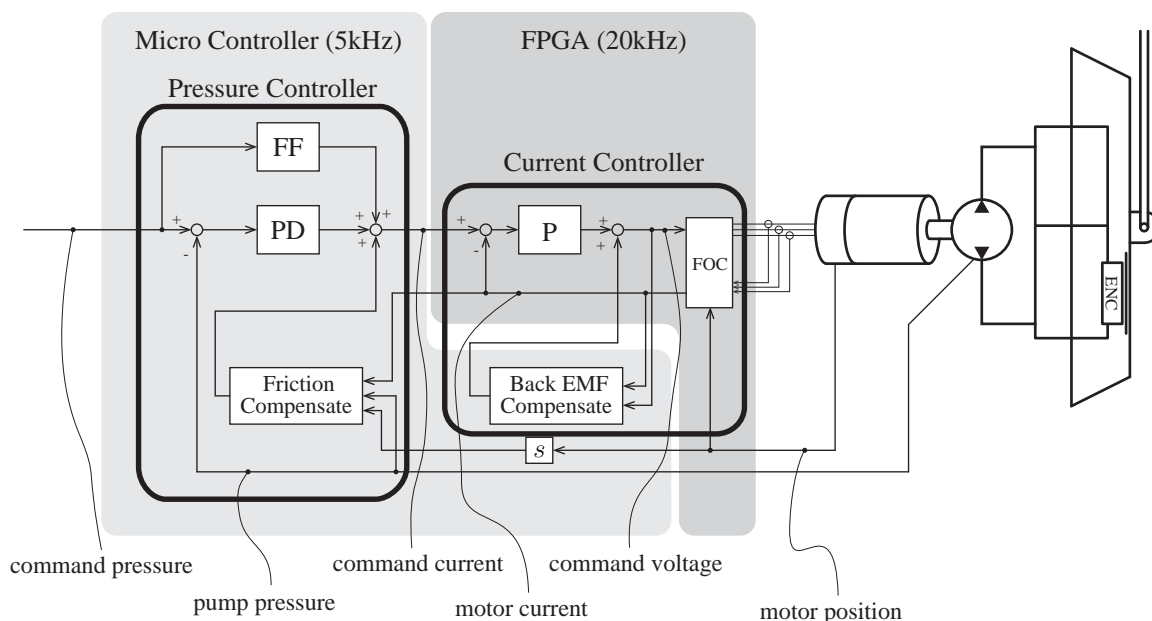 Micro Controller (5kHz)
FPGA (20kHz)
Pressure Controller
FF
Current Controller
+
+
+
PD
+
+
P
+
+
-
-
FOC
ENC
Friction
Compensate
Back EMF
Compensate
s
command pressure
command current
command voltage
pump pressure
motor current
motor position